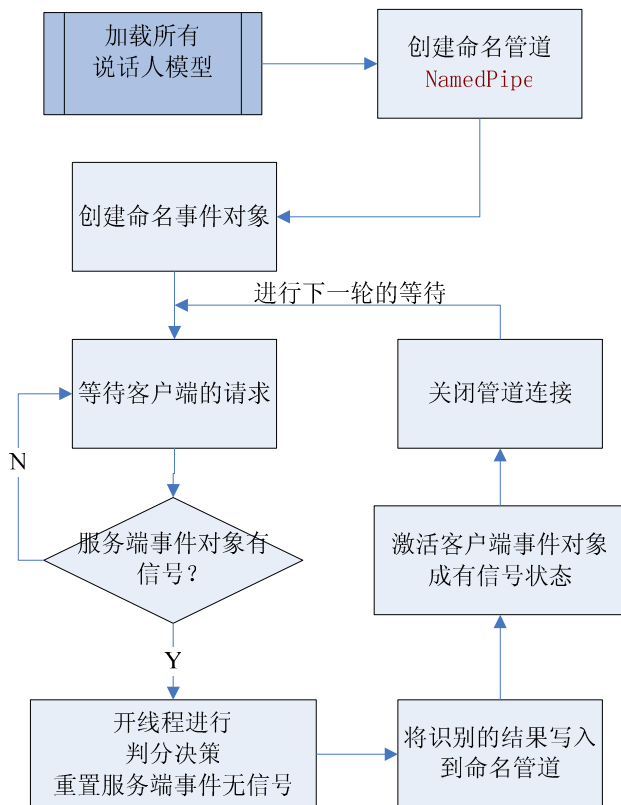 加载所有
说话人模型
创建命名管道
NamedPipe
创建命名事件对象
进行下一轮的等待
等待客户端的请求
关闭管道连接
N
服务端事件对象有
信号？
激活客户端事件对象
成有信号状态
Y
开线程进行
判分决策
重置服务端事件无信号
将识别的结果写入
到命名管道